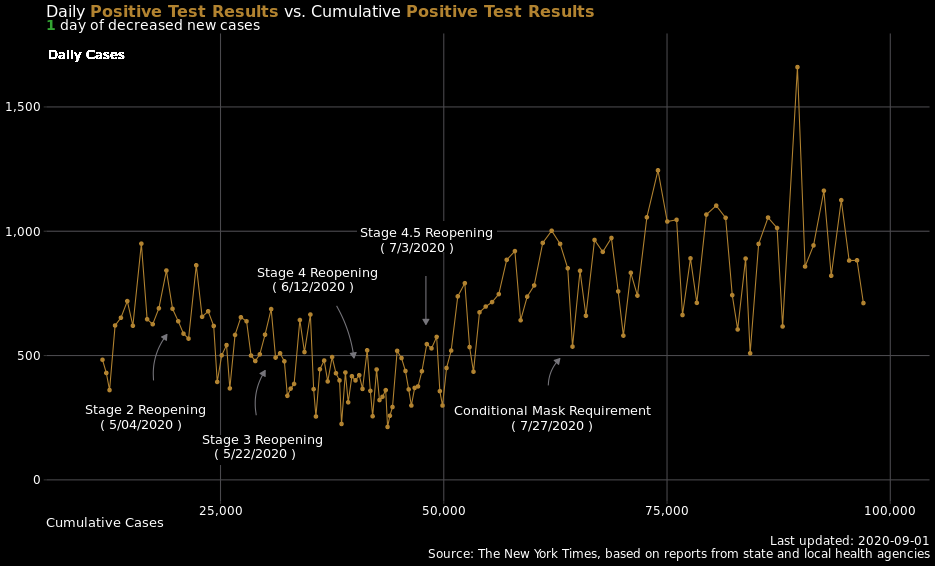 Daily Positive Test Results vs. Cumulative Positive Test Results
1 day of decreased new cases
Daily Cases
1,500
1,000
500
0
Stage 4.5 Reopening
( 7/3/2020 )
Stage 4 Reopening
( 6/12/2020 )
Stage 2 Reopening
( 5/04/2020 )
Conditional Mask Requirement
( 7/27/2020 )
Stage 3 Reopening
( 5/22/2020 )
25,000
50,000
75,000
100,000
Cumulative Cases
Last updated: 2020-09-01
Source: The New York Times, based on reports from state and local health agencies